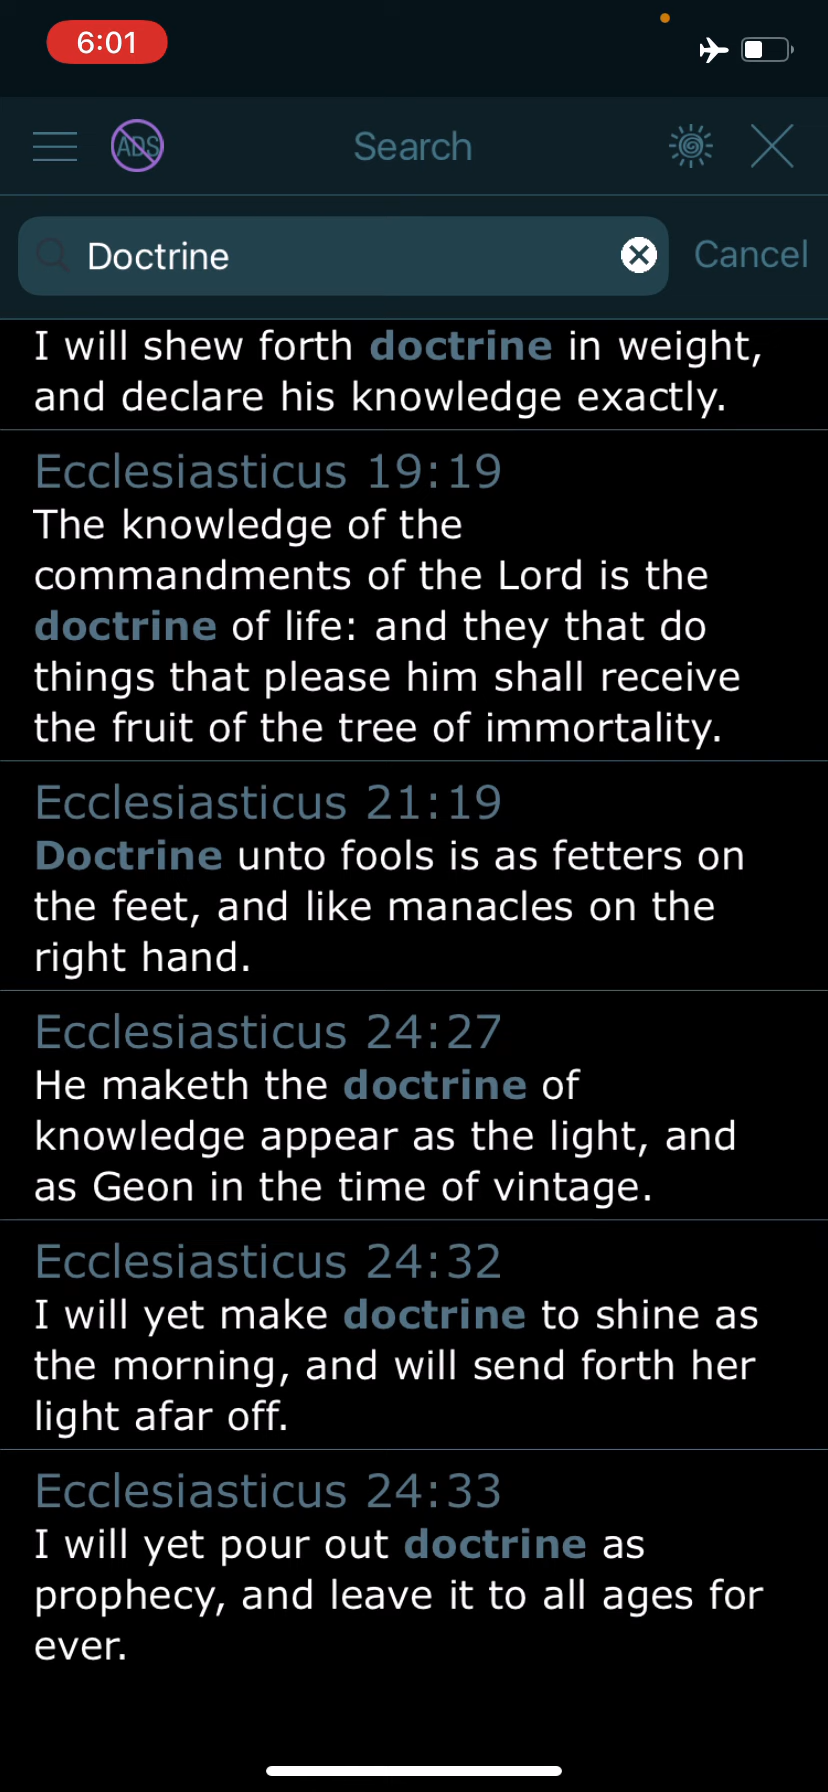 6:01
ADS
Search
Doctrine
Cancel
I will shew forth doctrine in weight,
and declare his knowledge exactly.
Ecclesiasticus 19:19
The knowledge of the
commandments of the Lord is the
doctrine of life: and they that do
things that please him shall receive
the fruit of the tree of immortality.
Ecclesiasticus 21:19
Doctrine unto fools is as fetters on
the feet, and like manacles on the
right hand.
Ecclesiasticus 24:27
He maketh the doctrine of
knowledge appear as the light, and
as Geon in the time of vintage.
Ecclesiasticus 24:32
I will yet make doctrine to shine as
the morning, and will send forth her
light afar off.
Ecclesiasticus 24:33
I will yet pour out doctrine as
prophecy, and leave it to all ages for
ever.